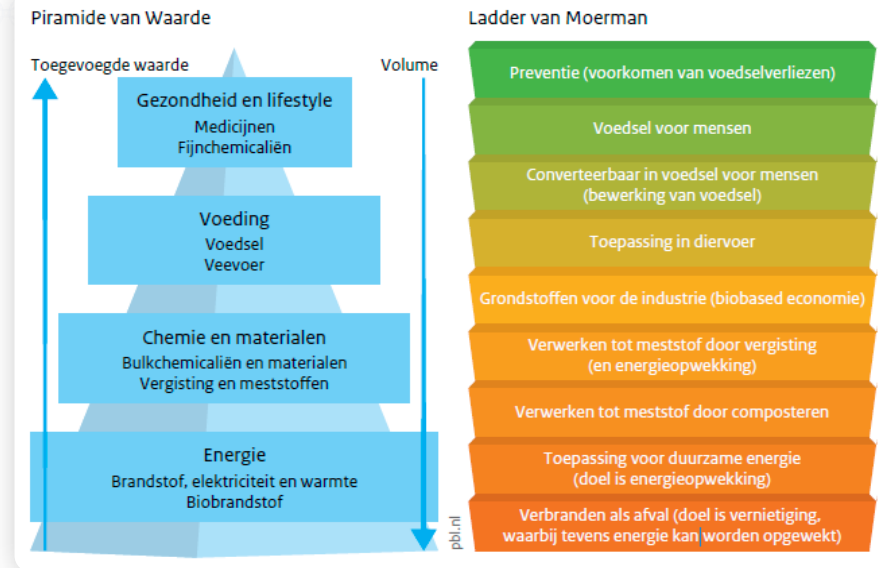 Piramide van Waarde
Toegevoegde waarde
Volume
Gezondheid en lifestyle
Medicijnen
Fijnchemicaliën
Voeding
Voedsel
Veevoer
Chemie en materialen
Bulkchemicaliën en materialen
Vergisting en meststoffen
Energie
Brandstof, elektriciteit en warmte
Biobrandstof
pbl.nl
Ladder van Moerman
Preventie (voorkomen van voedselverliezen)
Voedsel voor mensen
Converteerbaar in voedsel voor mensen
(bewerking van voedsel)
Toepassing in diervoer
Grondstoffen voor de industrie (biobased economie)
Verwerken tot meststof door vergisting
(en energieopwekking)
Verwerken tot meststof door composteren
Toepassing voor duurzame energie
(doel is energieopwekking)
Verbranden als afval (doel is vernietiging,
waarbij tevens energie kan worden opgewekt)